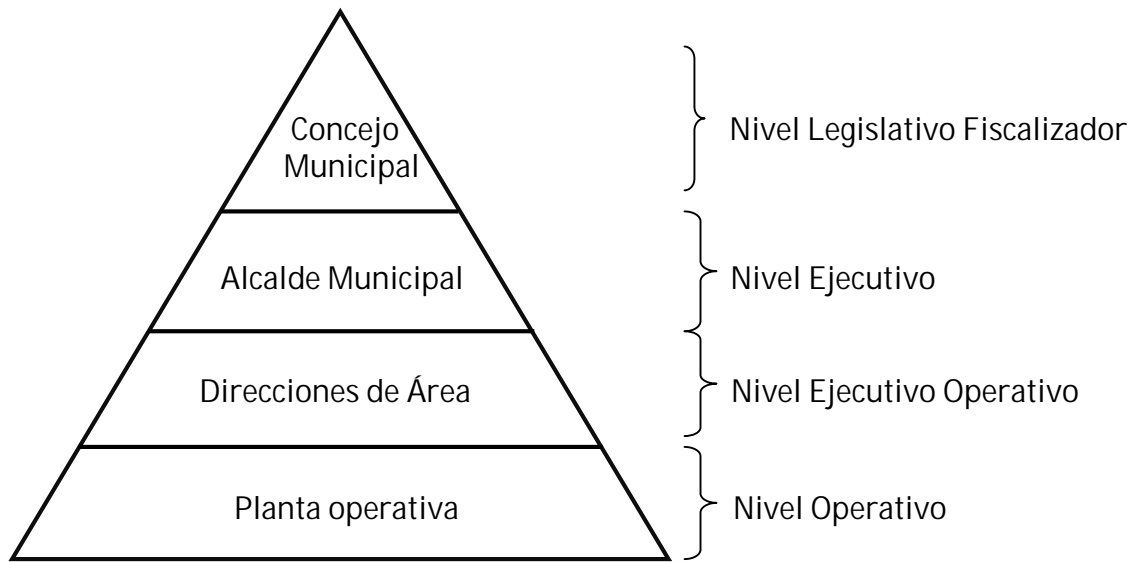 Concejo
Municipal
Nivel Legislativo Fiscalizador
Alcalde Municipal
Nivel Ejecutivo
Direcciones de Área
Nivel Ejecutivo Operativo
Planta operativa
Nivel Operativo